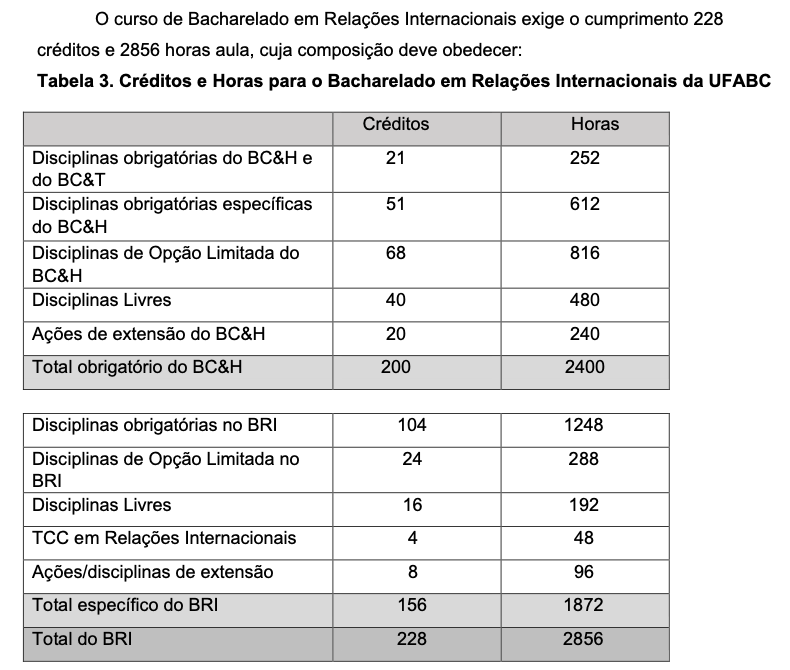 O curso de Bacharelado em Relações Internacionais exige o cumprimento 228
créditos e 2856 horas aula, cuja composição deve obedecer:
Tabela 3. Créditos e Horas para o Bacharelado em Relações Internacionais da UFABC
Créditos Horas
Disciplinas obrigatórias do BC&H e
do BC&T 21 252
Disciplinas obrigatórias específicas
do BC&H 51 612
Disciplinas de Opção Limitada do
BC&H 68 816
Disciplinas Livres 40 480
Ações de extensão do BC&H 20 240
Total obrigatório do BC&H 200 2400
Disciplinas obrigatórias no BRI 104 1248
Disciplinas de Opção Limitada no
BRI 24 288
Disciplinas Livres 16 192
TCC em Relações Internacionais 4 48
Ações/disciplinas de extensão 8 96
Total específico do BRI 156 1872
Total do BRI 228 2856